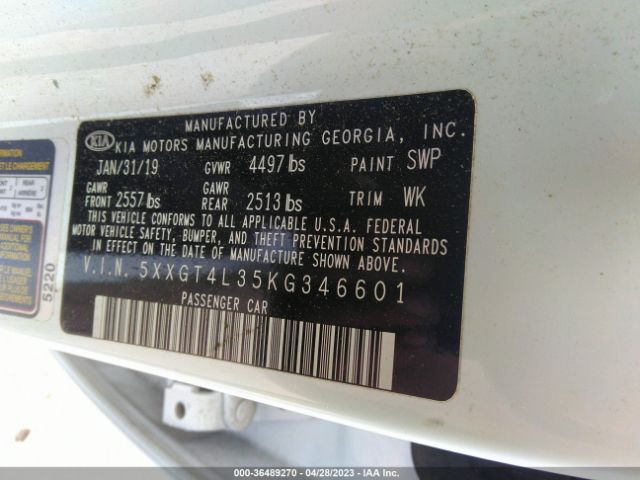 MANUFACTURED BY
KIA KIA MOTORS MANUFACTURING GEORGIA, INC.
JAN/31/19 GVWR 4497 lbs PAINT SWP
GAWR FRONT 2557 lbs GAWR REAR 2513 lbs TRIM WK
THIS VEHICLE CONFORMS TO ALL APPLICABLE U.S.A. FEDERAL
MOTOR VEHICLE SAFETY, BUMPER, AND THEFT PREVENTION STANDARDS
IN EFFECT ON THE DATE OF MANUFACTURE SHOWN ABOVE.
V.I.N. 5XXGT4L35KG346601
PASSENGER CAR
5220
000-36489270 - 04/28/2023 - IAA Inc.